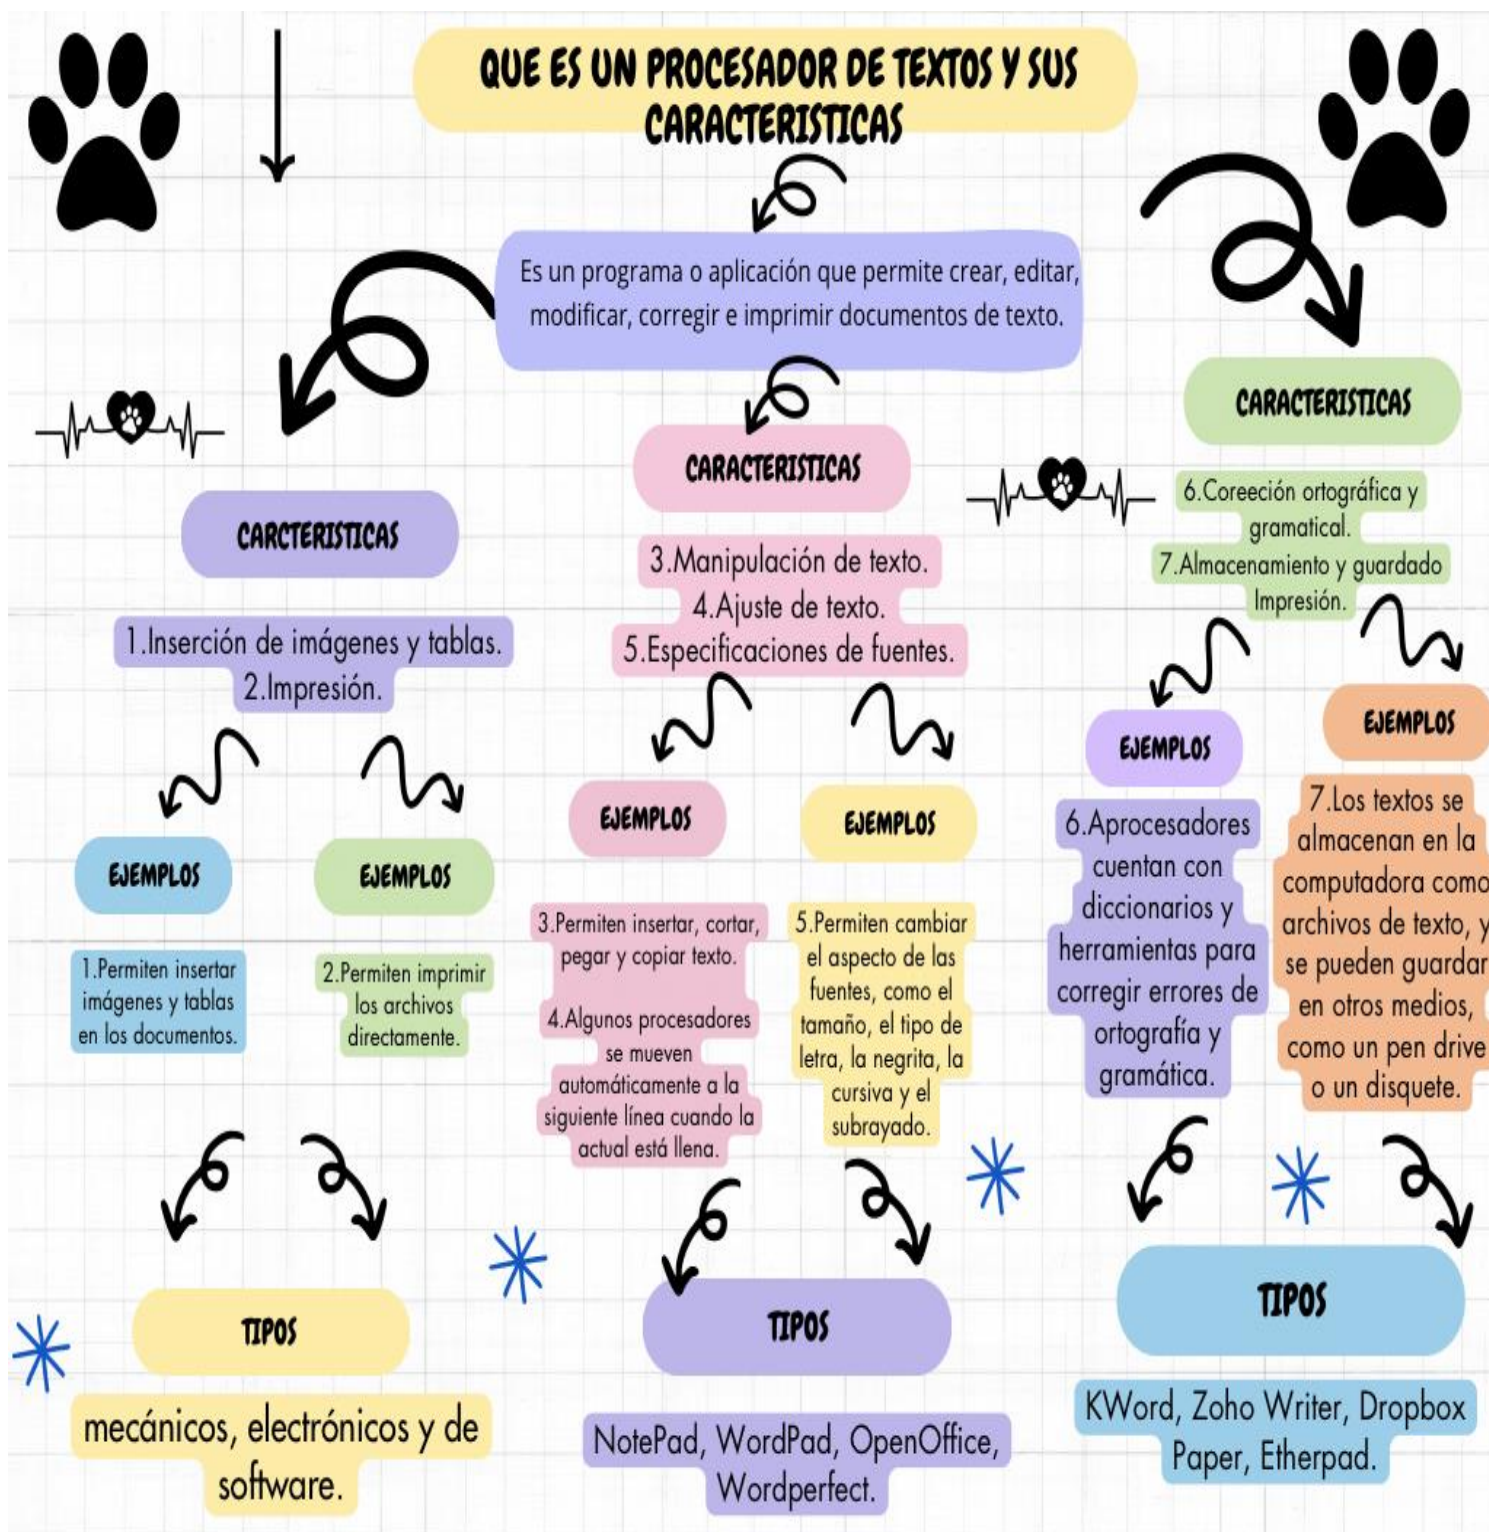 QUE ES UN PROCESADOR DE TEXTOS Y SUS
CARACTERISTICAS
Es un programa o aplicación que permite crear, editar,
modificar, corregir e imprimir documentos de texto.
CARCTERISTICAS
1.Inserción de imágenes y tablas.
2.Impresión.
EJEMPLOS
1.Permiten insertar
imágenes y tablas
en los documentos.
EJEMPLOS
2.Permiten imprimir
los archivos
directamente.
TIPOS
mecánicos, electrónicos y de
software.
CARACTERISTICAS
3.Manipulación de texto.
4.Ajuste de texto.
5.Especificaciones de fuentes.
EJEMPLOS
3.Permiten insertar, cortar,
pegar y copiar texto.
4.Algunos procesadores
se mueven
automáticamente a la
siguiente línea cuando la
actual está llena.
EJEMPLOS
5.Permiten cambiar
el aspecto de las
fuentes, como el
tamaño, el tipo de
letra, la negrita, la
cursiva y el
subrayado.
TIPOS
NotePad, WordPad, OpenOffice,
Wordperfect.
CARACTERISTICAS
6.Coreeción ortográfica y
gramatical.
7.Almacenamiento y guardado
Impresión.
EJEMPLOS
6.Aprocesadores
cuentan con
diccionarios y
herramientas para
corregir errores de
ortografía y
gramática.
EJEMPLOS
7.Los textos se
almacenan en la
computadora como
archivos de texto, y
se pueden guardar
en otros medios,
como un pen drive
o un disquete.
TIPOS
KWord, Zoho Writer, Dropbox
Paper, Etherpad.